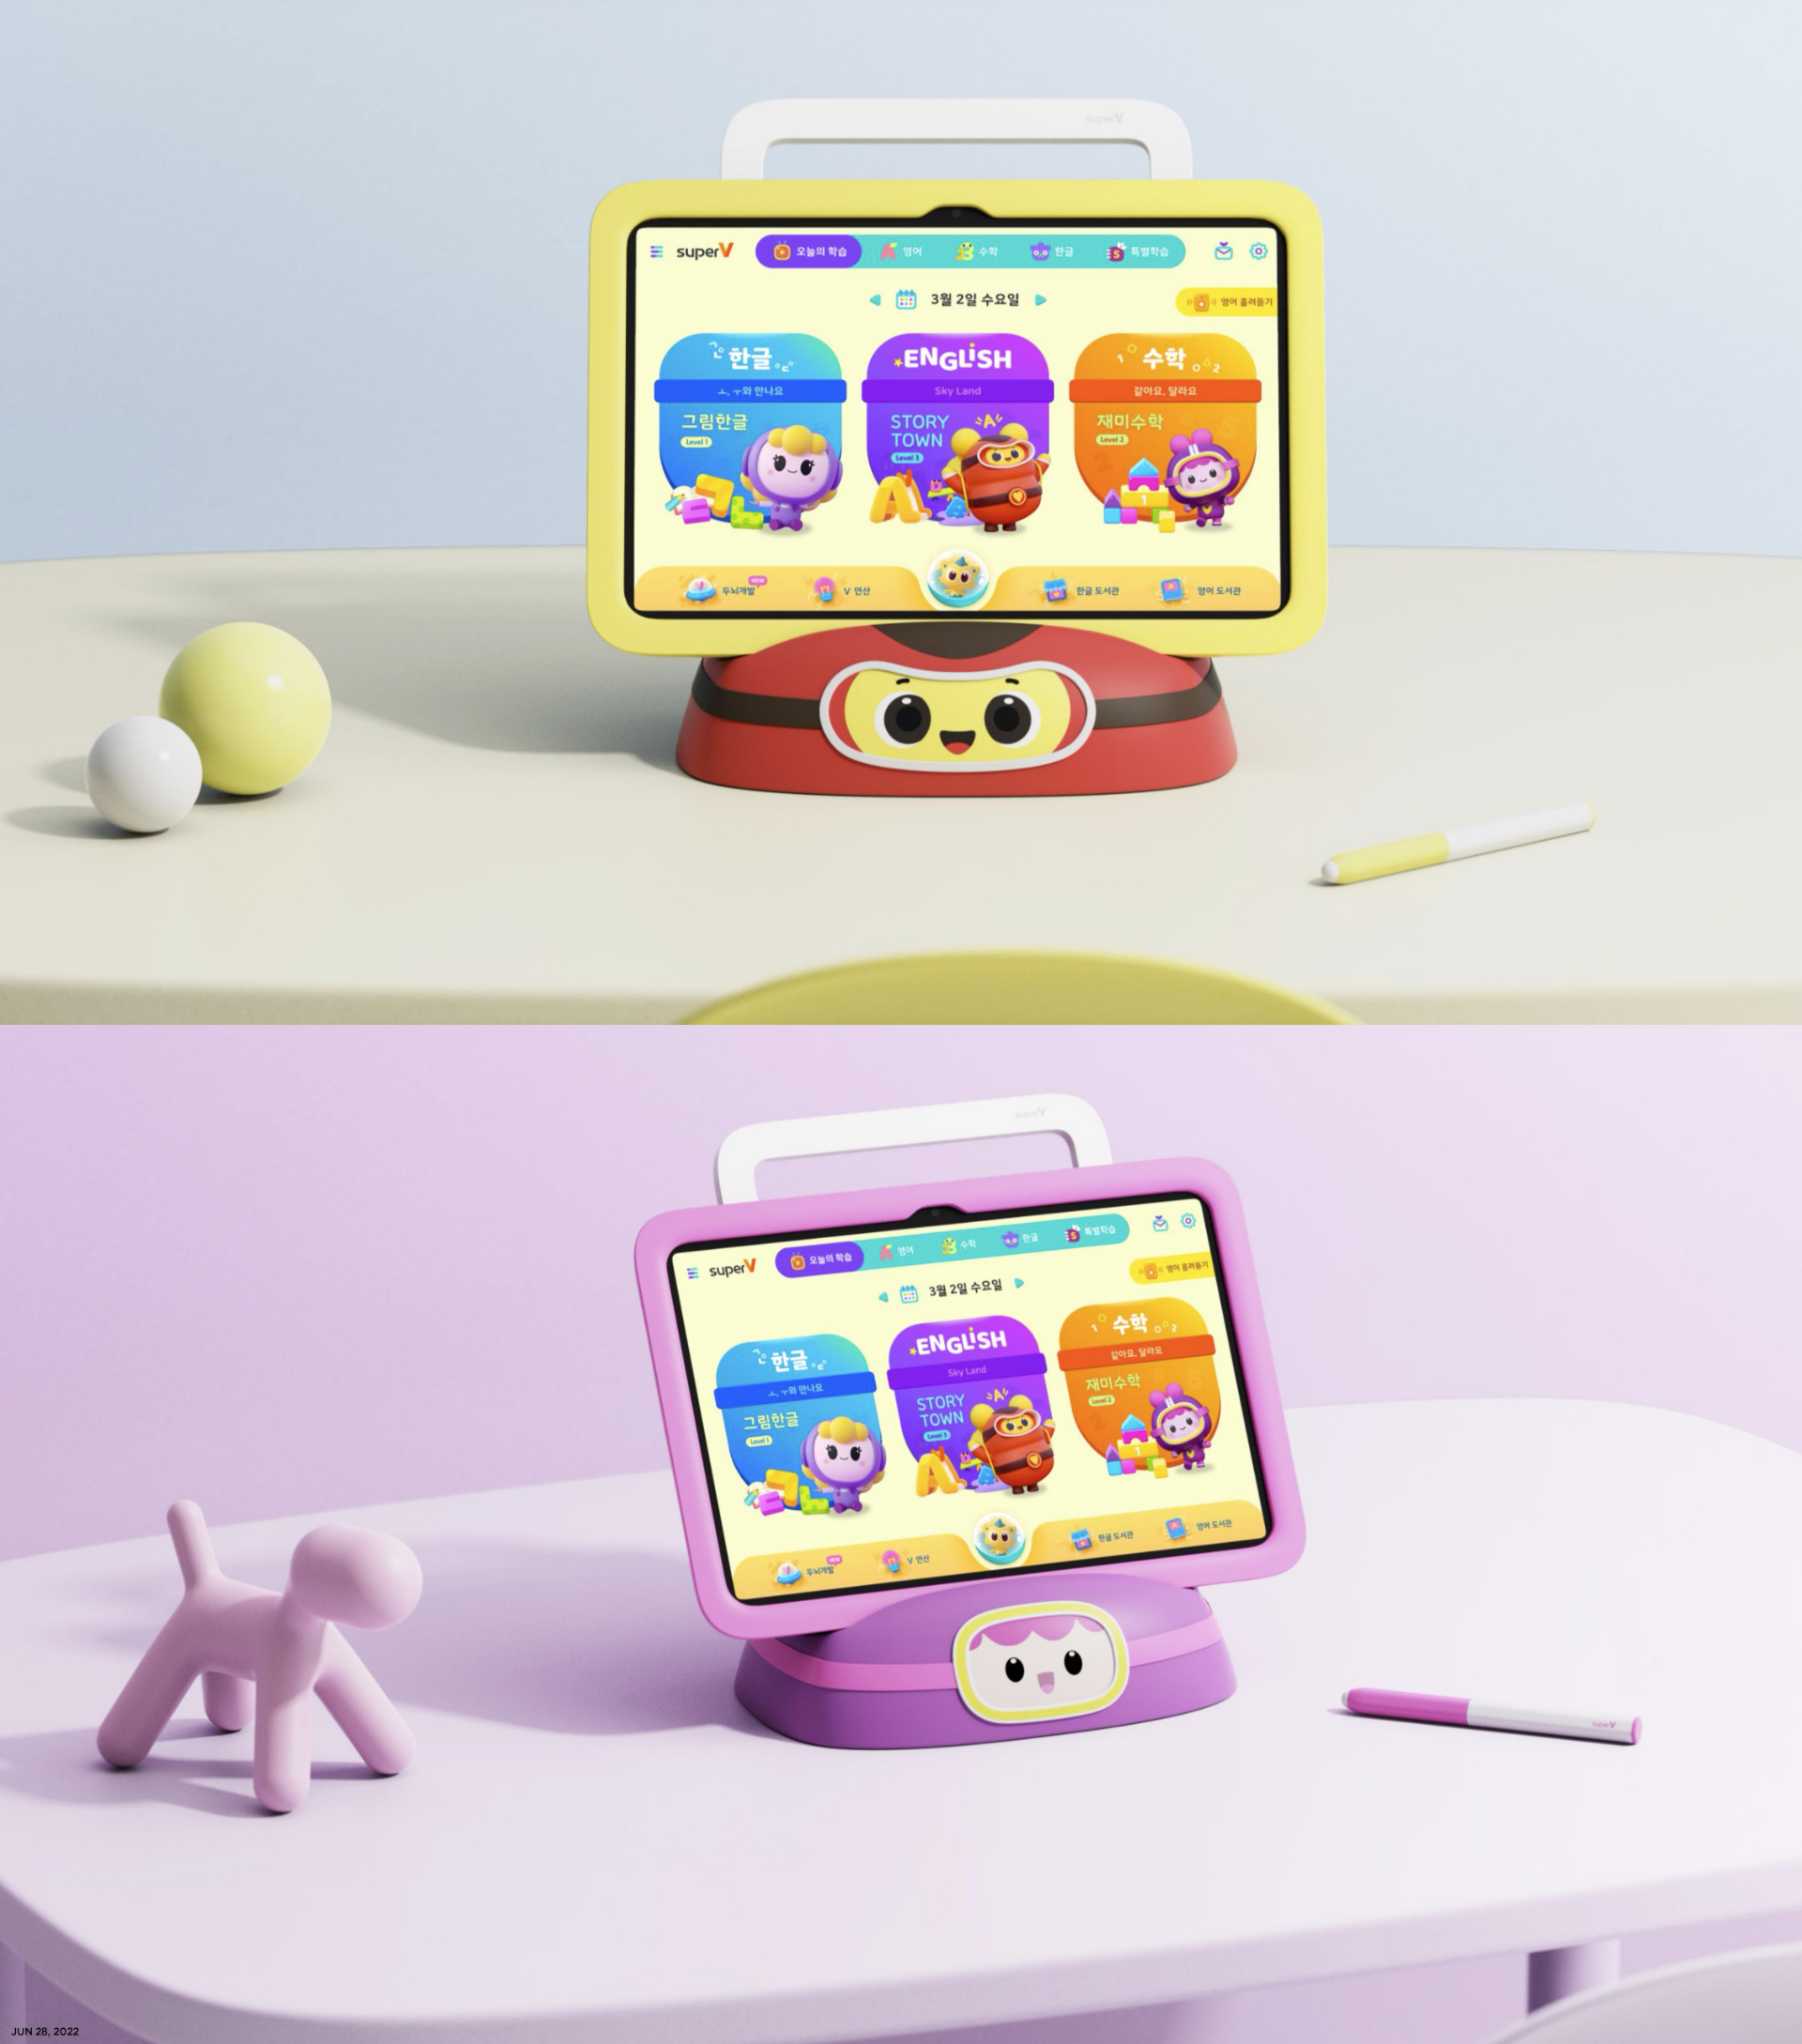 superV
superV
오늘의 학습
영어
수학
한글
특별학습
3월 2일 수요일
영어 흘려듣기
한글
ㅗ, ㅜ와 만나요
그림한글
Level 1
ENGLiSH
Sky Land
STORY
TOWN
Level 3
A
수학
1 2
같아요, 달라요
재미수학
Level 2
1
두뇌개발
NEW
V 연산
한글 도서관
영어 도서관
superV
superV
오늘의 학습
영어
수학
한글
특별학습
3월 2일 수요일
영어 흘려듣기
한글
ㅗ, ㅜ와 만나요
그림한글
Level 1
ENGLiSH
Sky Land
STORY
TOWN
Level 3
A
수학
1 2
같아요, 달라요
재미수학
Level 2
1
두뇌개발
NEW
V 연산
한글 도서관
영어 도서관
superV
JUN 28, 2022